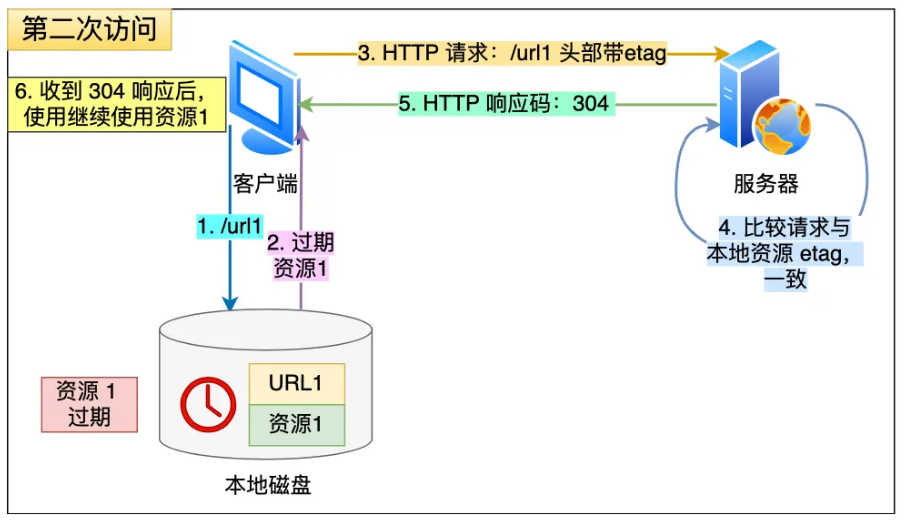 第二次访问
3. HTTP 请求：/url1 头部带etag
6. 收到 304 响应后，
使用继续使用资源1
5. HTTP 响应码：304
客户端
服务器
1. /url1
2. 过期
资源1
4. 比较请求与
本地资源 etag，
一致
URL1
资源 1
过期
资源1
本地磁盘